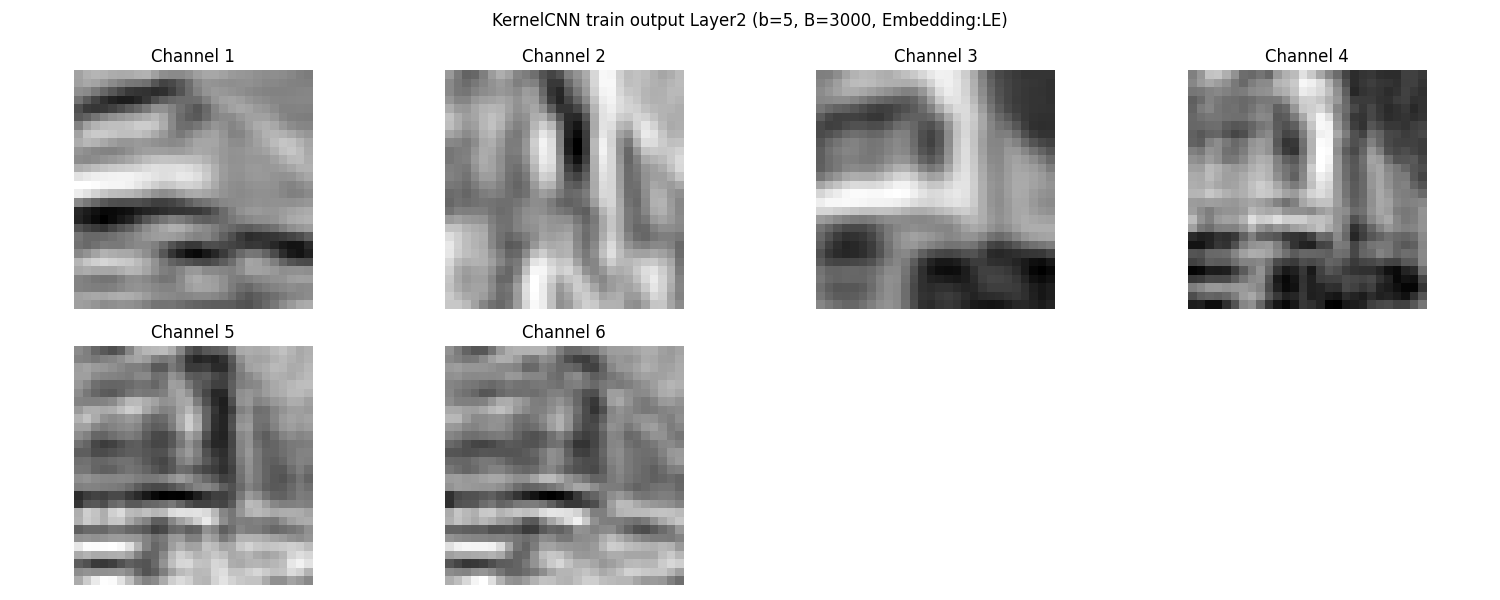 KernelCNN train output Layer2 (b=5, B=3000, Embedding:LE)
Channel 1
Channel 2
Channel 3
Channel 4
Channel 5
Channel 6